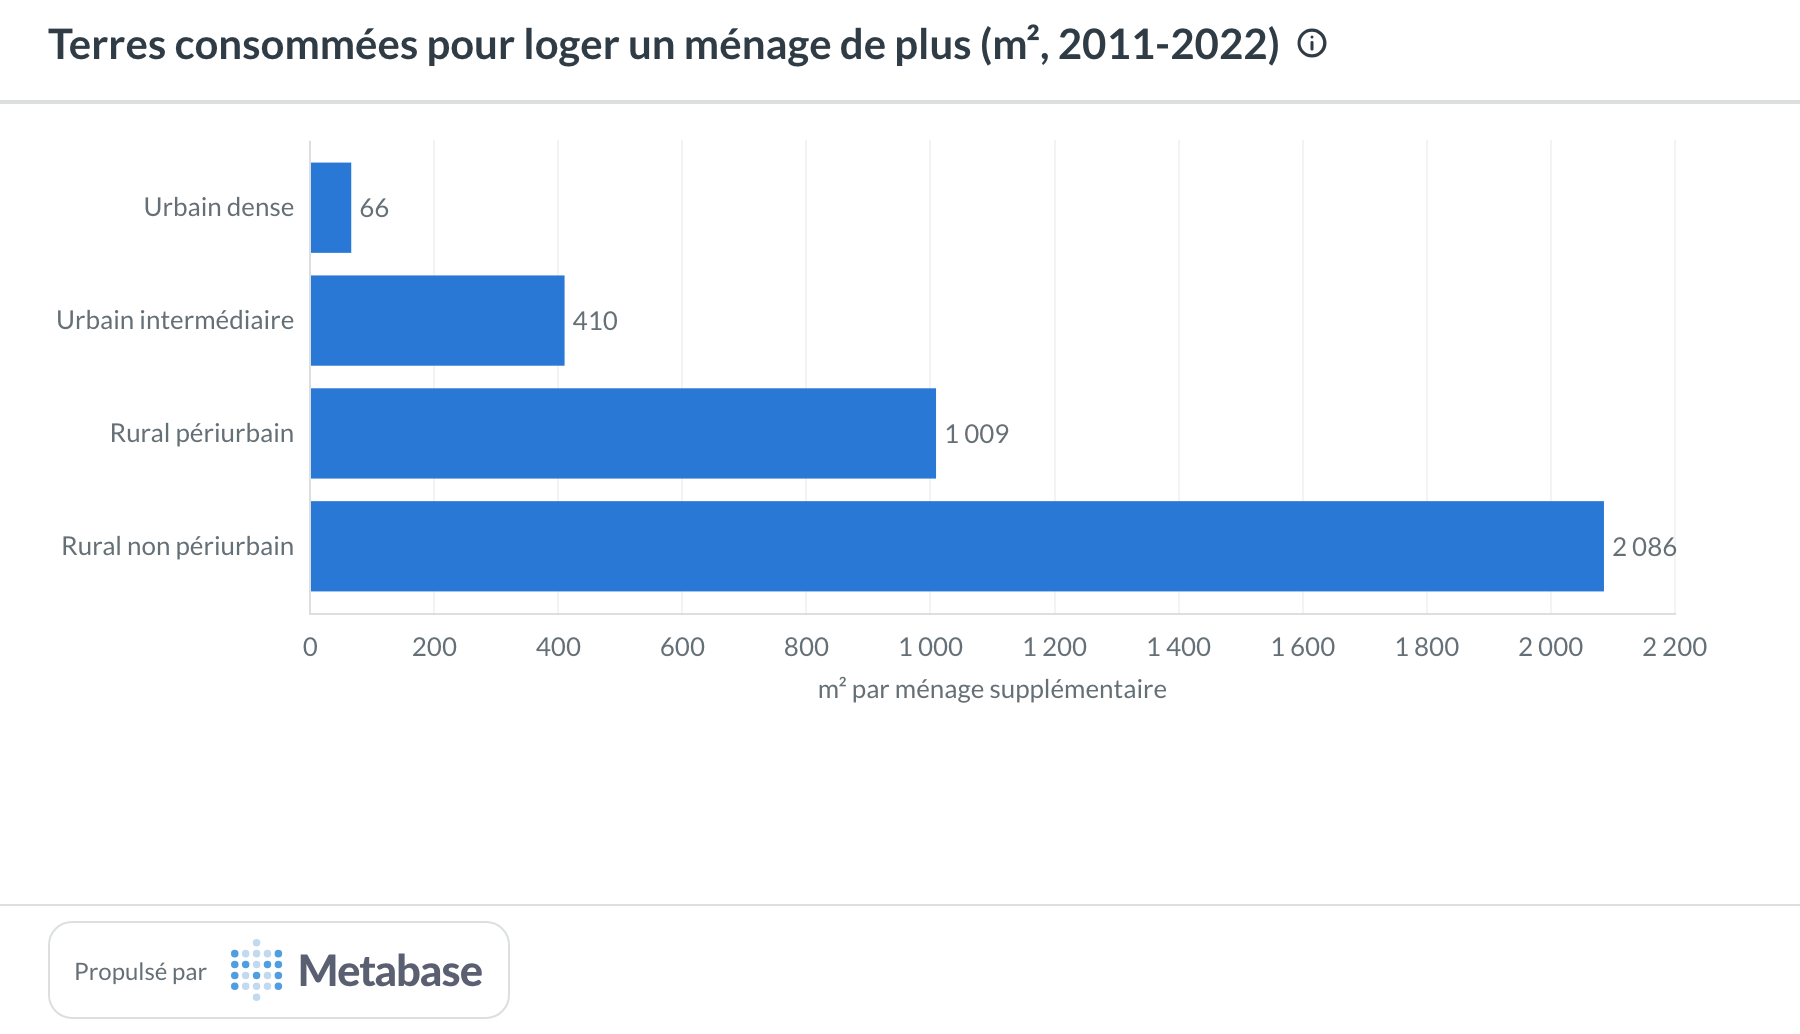 Terres consommées pour loger un ménage de plus (m², 2011-2022)
Urbain dense
66
Urbain intermédiaire
410
Rural périurbain
1 009
Rural non périurbain
2 086
0 200 400 600 800 1 000 1 200 1 400 1 600 1 800 2 000 2 200
m² par ménage supplémentaire
Propulsé par Metabase